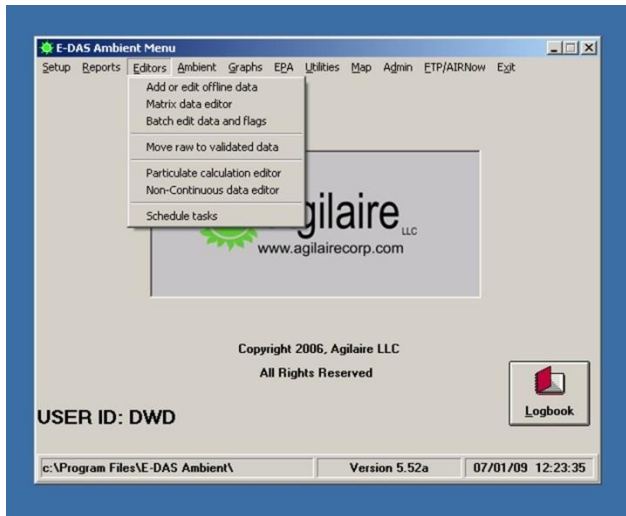 E-DAS Ambient Menu
Setup Reports Editors Ambient Graphs EPA Utilities Map Admin FTP/AIRNow Exit
Add or edit offline data
Matrix data editor
Batch edit data and flags
Move raw to validated data
Particulate calculation editor
Non-Continuous data editor
Schedule tasks
gilaire LLC
www.agilairecorp.com
Copyright 2006, Agilaire LLC
All Rights Reserved
Logbook
USER ID: DWD
c:\Program Files\E-DAS Ambient\ Version 5.52a 07/01/09 12:23:35